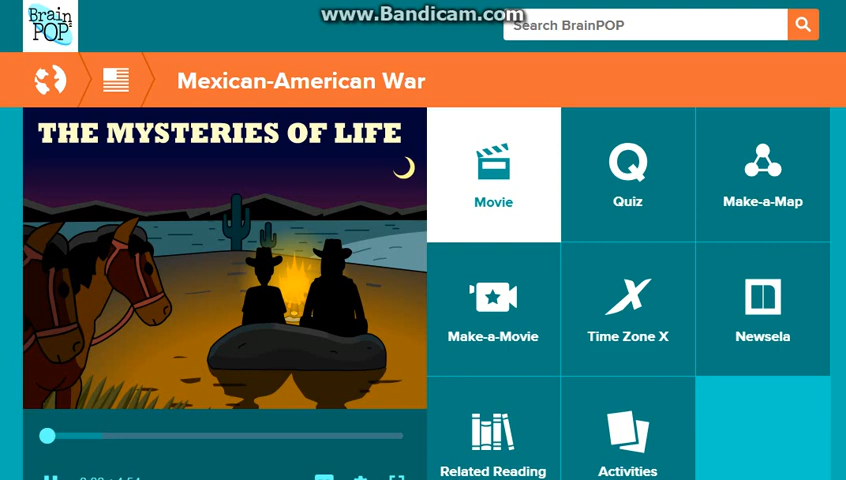 www.Bandicam.com
Brain
POP
Search BrainPOP
Mexican-American War
THE MYSTERIES OF LIFE
Movie
Quiz
Make-a-Map
Make-a-Movie
Time Zone X
Newsela
Related Reading
Activities